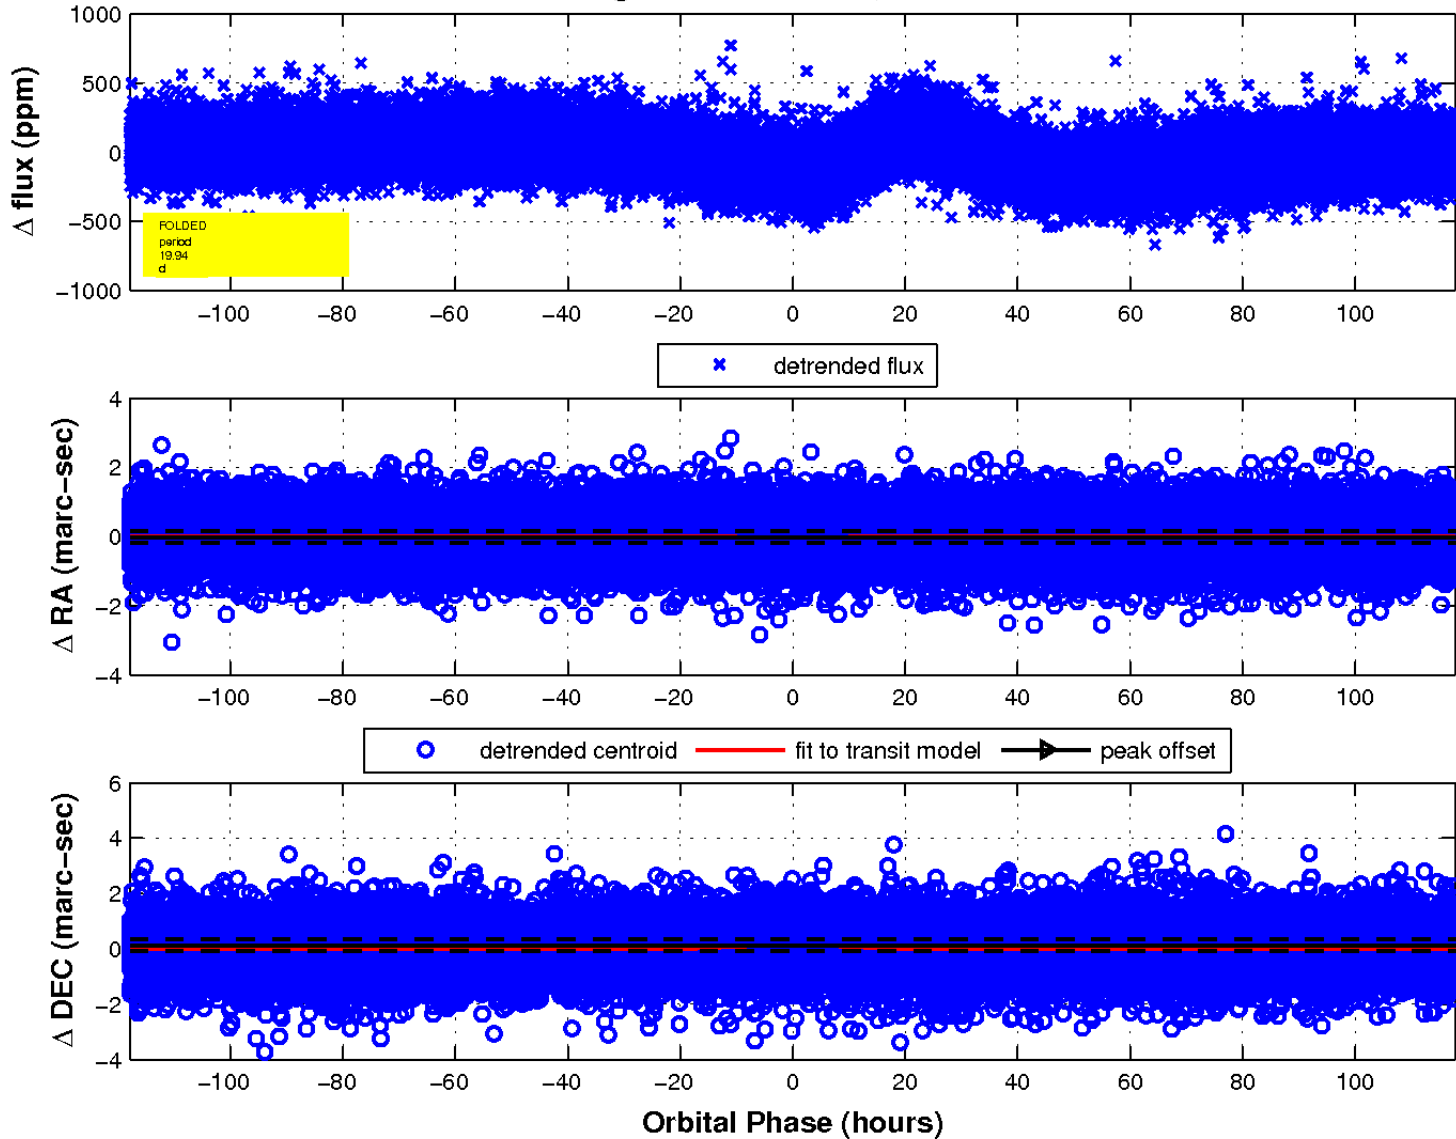 1000
500
0
−500
−1000
Δ flux (ppm)
FOLDED
period
19.94
d
−100 −80 −60 −40 −20 0 20 40 60 80 100
detrended flux
4
2
0
−2
−4
Δ RA (marc−sec)
−100 −80 −60 −40 −20 0 20 40 60 80 100
detrended centroid fit to transit model peak offset
6
4
2
0
−2
−4
Δ DEC (marc−sec)
−100 −80 −60 −40 −20 0 20 40 60 80 100
Orbital Phase (hours)